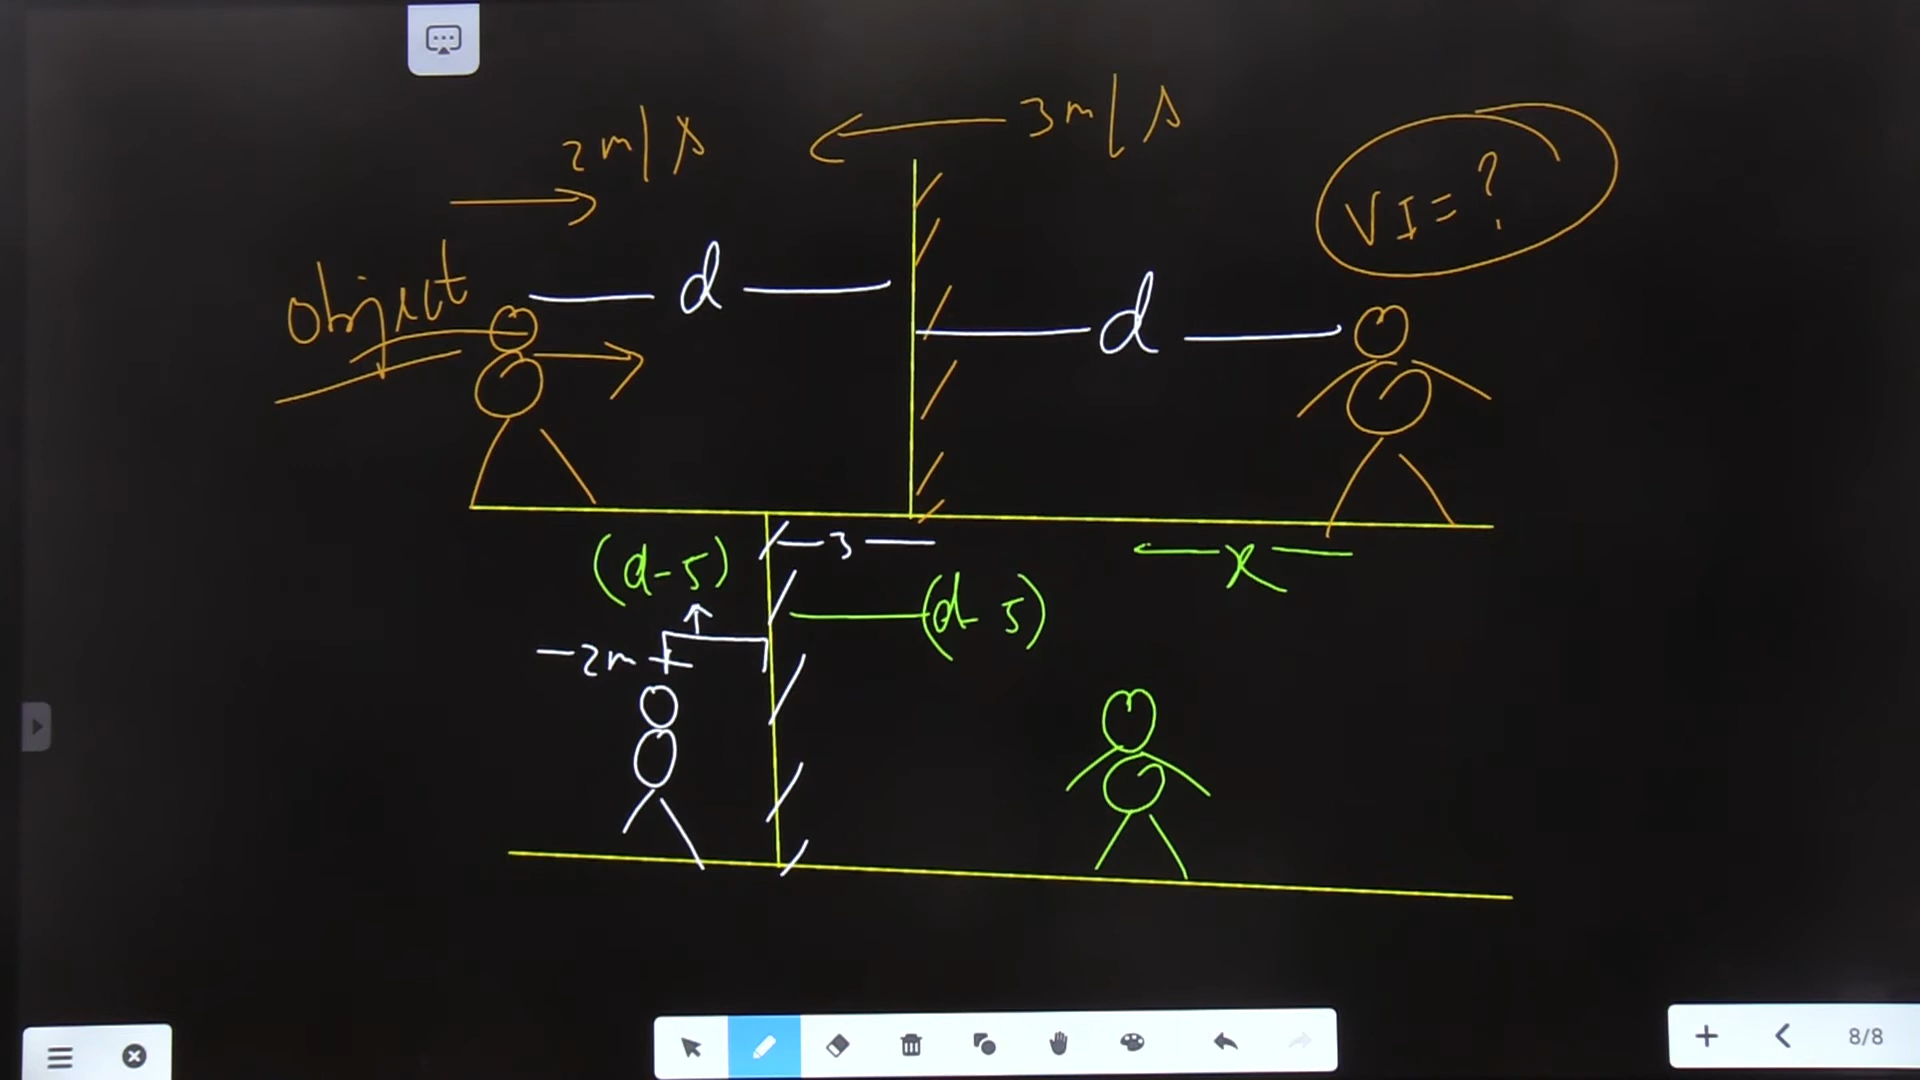 2m/s
3m/s
VI=?
object
d
d
(d-5)
3
x
(d-5)
2m
8/8